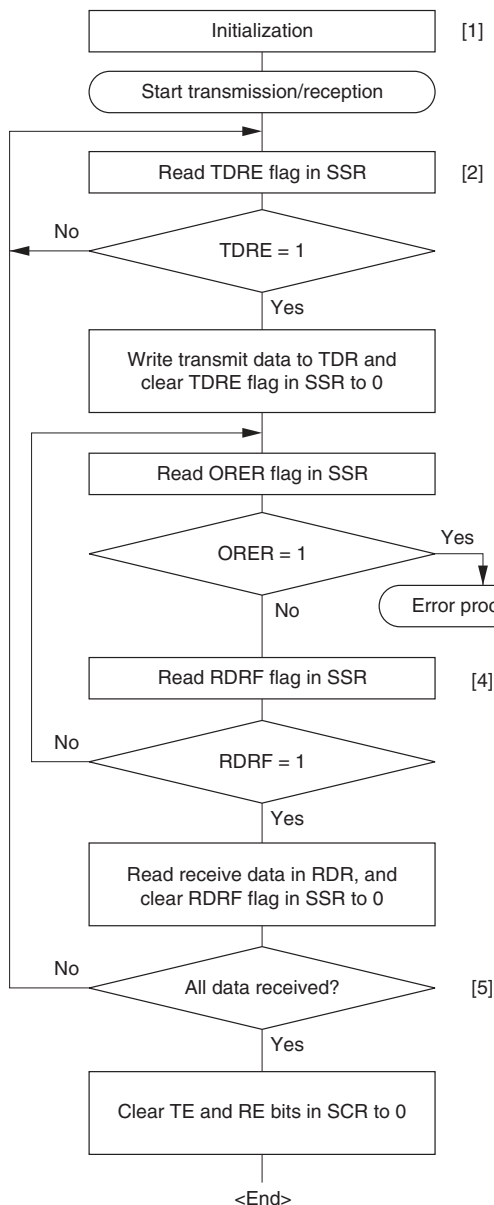 Initialization [1]
Start transmission/reception
Read TDRE flag in SSR [2]
No
TDRE = 1
Yes
Write transmit data to TDR and
clear TDRE flag in SSR to 0
Read ORER flag in SSR
Yes
ORER = 1
Error
No
Read RDRF flag in SSR [4]
No
RDRF = 1
Yes
Read receive data in RDR, and
clear RDRF flag in SSR to 0
No
All data received? [5]
Yes
Clear TE and RE bits in SCR to 0
<End>